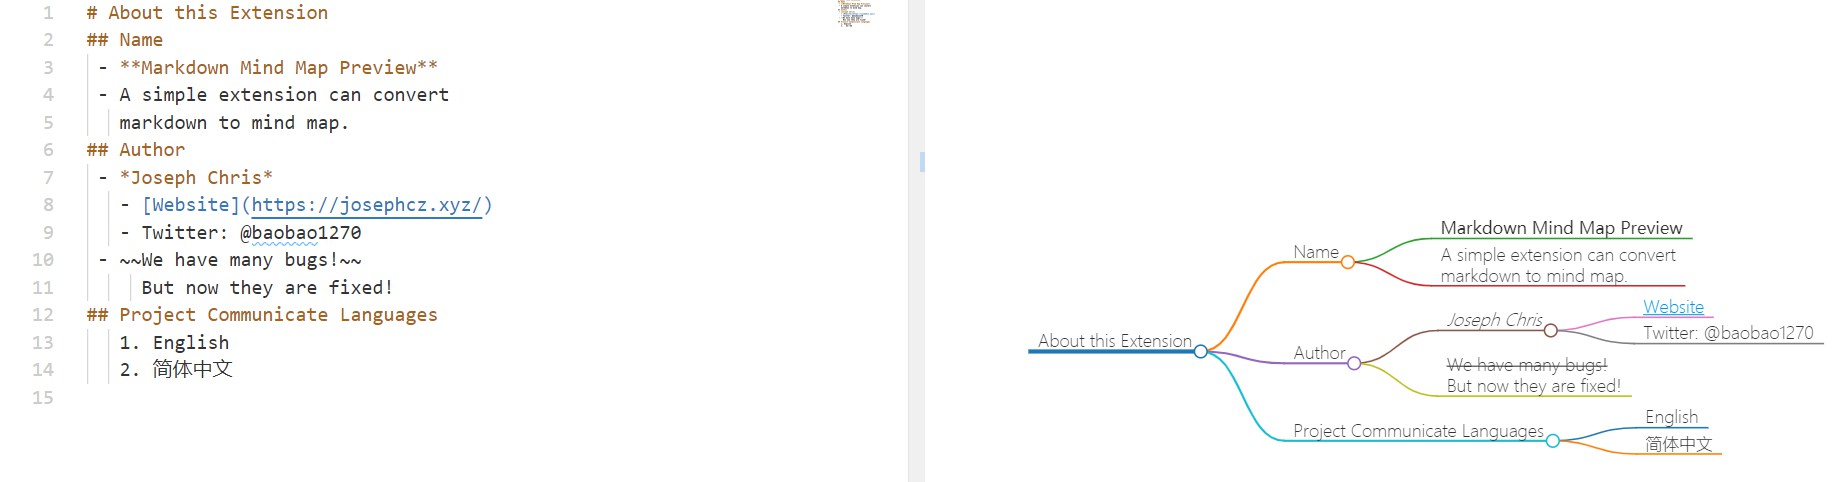 1 # About this Extension
2 ## Name
3 - **Markdown Mind Map Preview**
4 - A simple extension can convert
5 markdown to mind map.
6 ## Author
7 - *Joseph Chris*
8 - [Website](https://josephcz.xyz/)
9 - Twitter: @baobao1270
10 - ~~We have many bugs!~~
11 But now they are fixed!
12 ## Project Communicate Languages
13 1. English
14 2. 简体中文
15
About this Extension
Name
Markdown Mind Map Preview
A simple extension can convert
markdown to mind map.
Author
Joseph Chris
Website
Twitter: @baobao1270
We have many bugs!
But now they are fixed!
Project Communicate Languages
English
简体中文